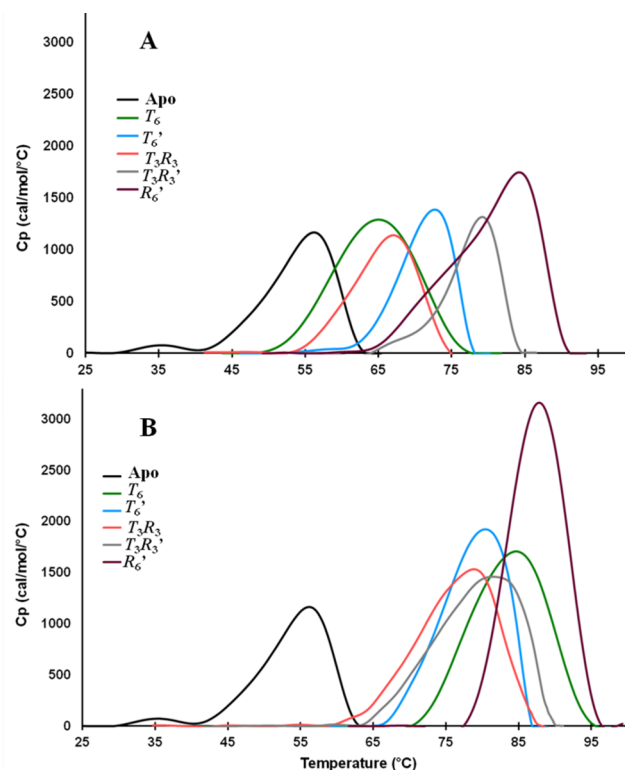 A
3000
2500
2000
1500
1000
500
0
Cp (cal/mol/°C)
Apo
T6
T6’
T3R3
T3R3’
R6’
25 35 45 55 65 75 85 95
B
3000
2500
2000
1500
1000
500
0
Cp (cal/mol/°C)
Apo
T6
T6’
T3R3
T3R3’
R6’
25 35 45 55 65 75 85 95
Temperature (°C)